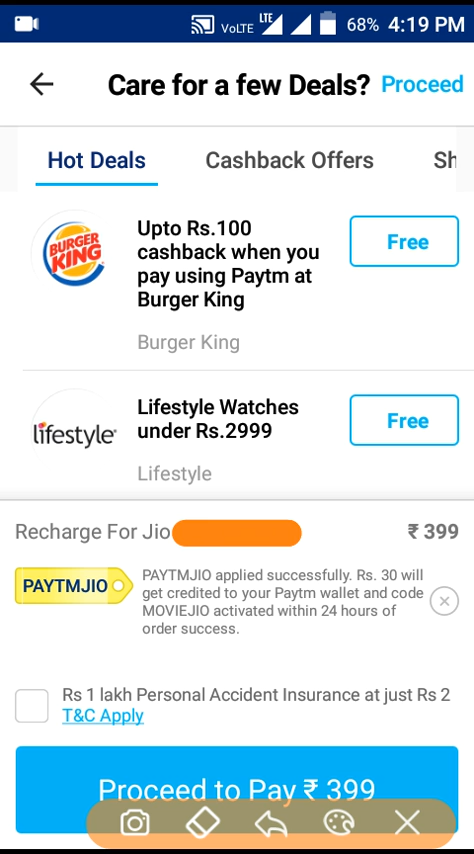 VoLTE LTE 68% 4:19 PM
Care for a few Deals? Proceed
Hot Deals Cashback Offers Sh
BURGER
KING
Upto Rs.100
cashback when you
pay using Paytm at
Burger King
Free
Burger King
lifestyle
Lifestyle Watches
under Rs.2999
Free
Lifestyle
Recharge For Jio ₹ 399
PAYTMJIO
PAYTMJIO applied successfully. Rs. 30 will
get credited to your Paytm wallet and code
MOVIEJIO activated within 24 hours of
order success.
Rs 1 lakh Personal Accident Insurance at just Rs 2
T&C Apply
Proceed to Pay ₹ 399